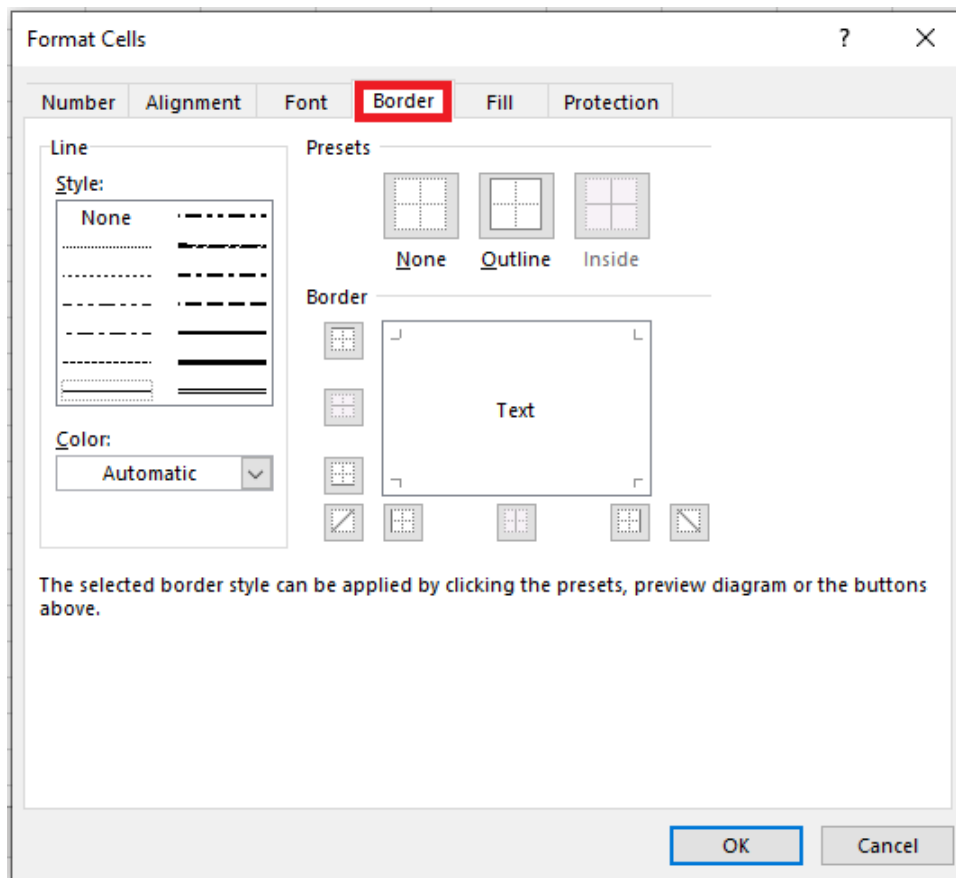 Format Cells
?
Number Alignment Font Border Fill Protection
Line
Style:
None
Color:
Automatic
Presets
None Outline Inside
Border
Text
The selected border style can be applied by clicking the presets, preview diagram or the buttons
above.
OK Cancel